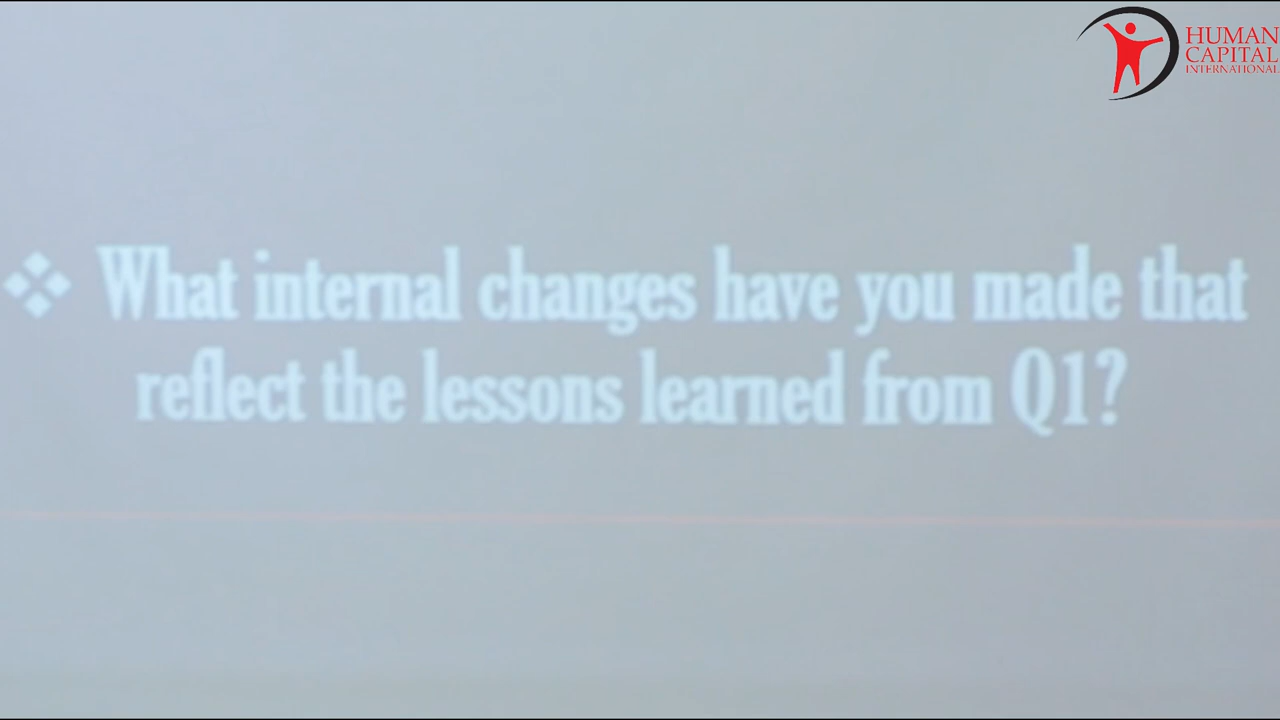 HUMAN
CAPITAL
INTERNATIONAL
❖ What internal changes have you made that
reflect the lessons learned from Q1?